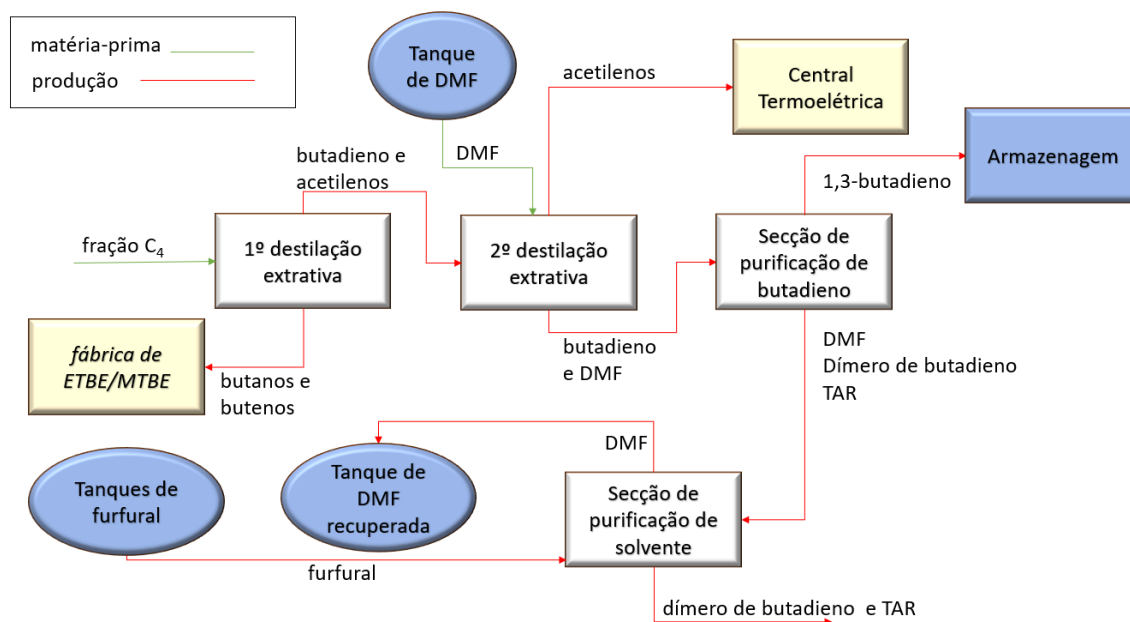 matéria-prima
produção
Tanque
de DMF
acetilenos
Central
Termoelétrica
Armazenagem
DMF
butadieno e
acetilenos
1,3-butadieno
fração C₄
1º destilação
extrativa
2º destilação
extrativa
Secção de
purificação de
butadieno
fábrica de
ETBE/MTBE
butanos e
butenos
butadieno
e DMF
DMF
Dímero de butadieno
TAR
Tanques de
furfural
Tanque de
DMF
recuperada
DMF
Secção de
purificação de
solvente
furfural
dímero de butadieno e TAR